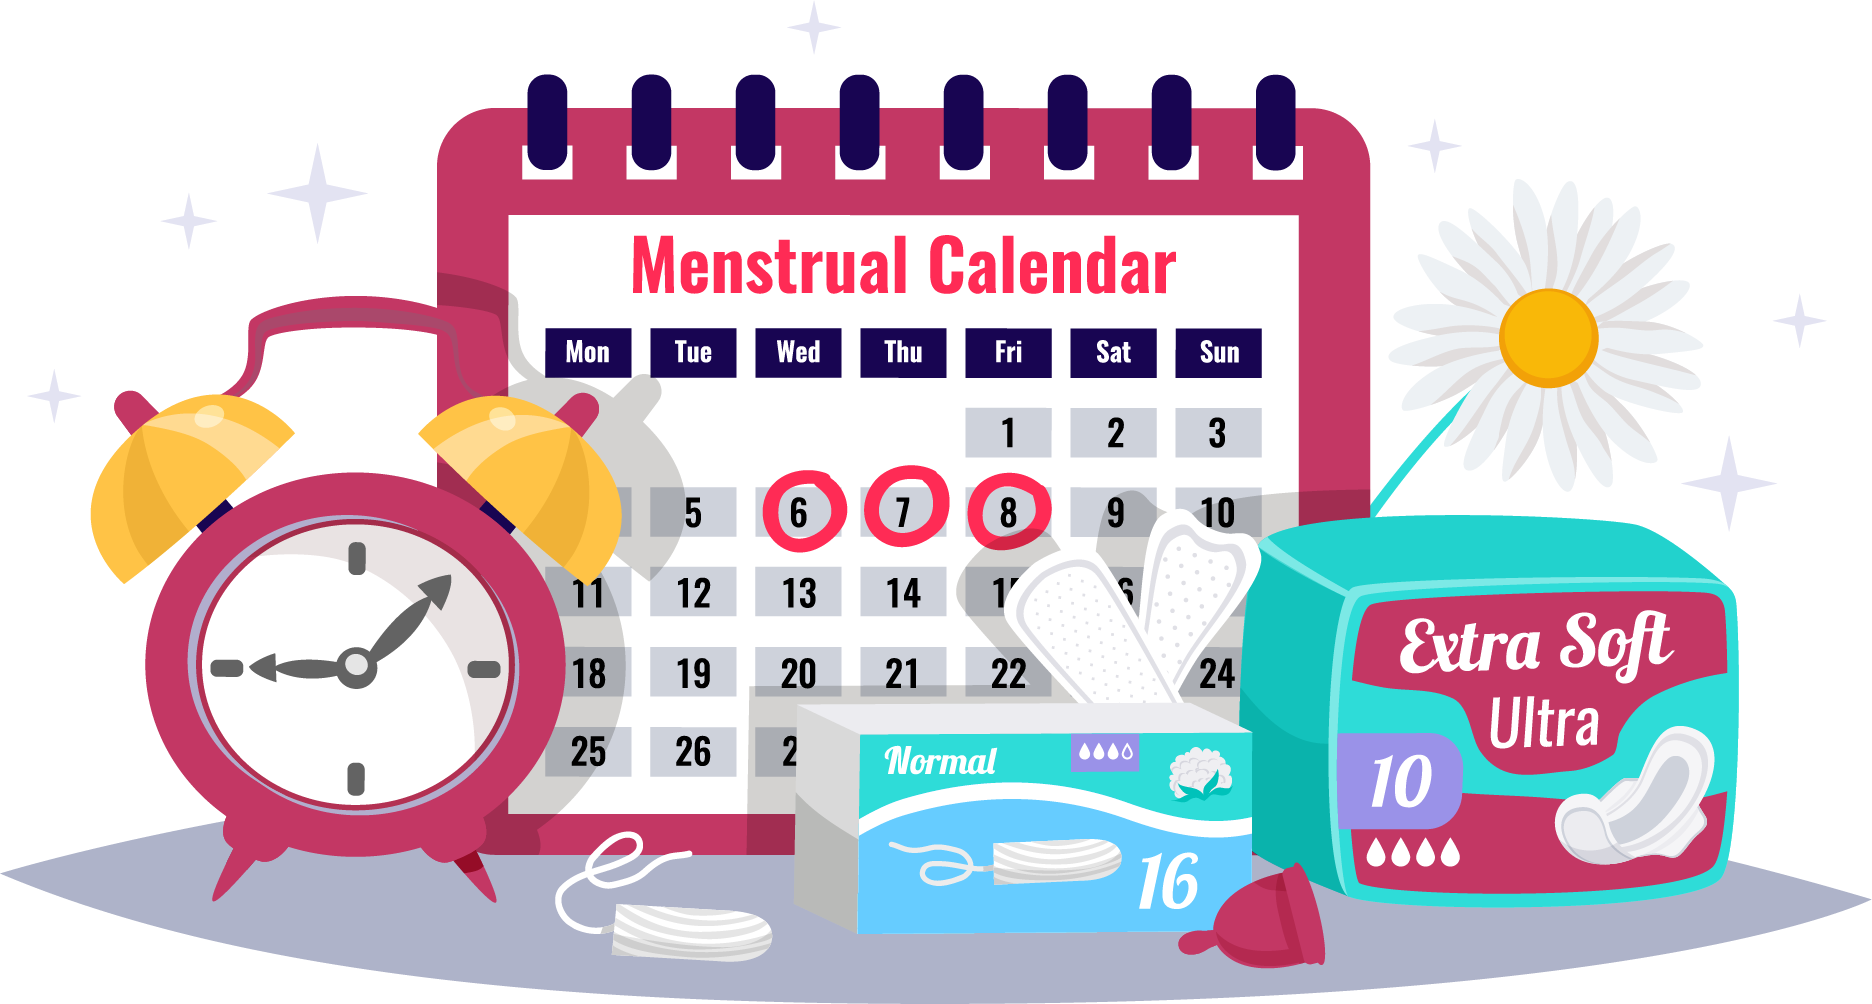 Menstrual Calendar
Mon Tue Wed Thu Fri Sat Sun
1 2 3
5 6 7 8 9 10
11 12 13 14
18 19 20 21 22 24
25 26
Extra Soft
Ultra
10
Normal
16